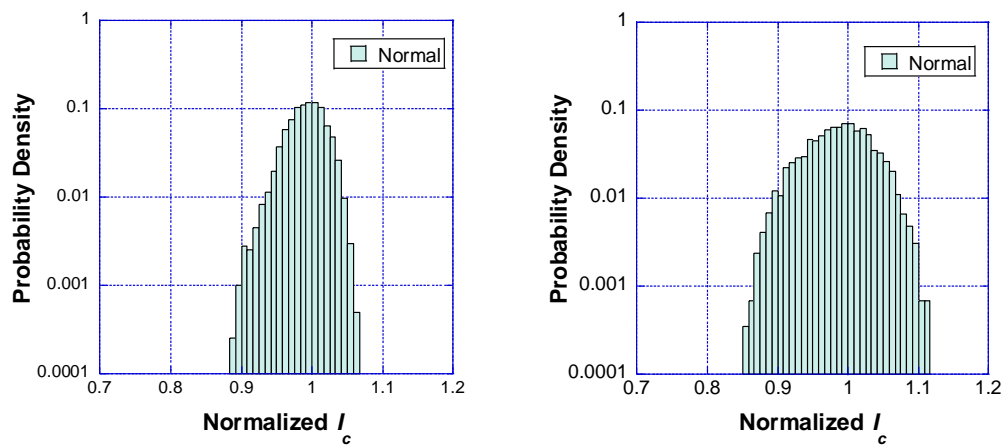 1
0.1
0.01
0.001
0.0001
Probability Density
Normal
0.7 0.8 0.9 1 1.1 1.2
Normalized I_c
1
0.1
0.01
0.001
0.0001
Probability Density
Normal
0.7 0.8 0.9 1 1.1 1.2
Normalized I_c